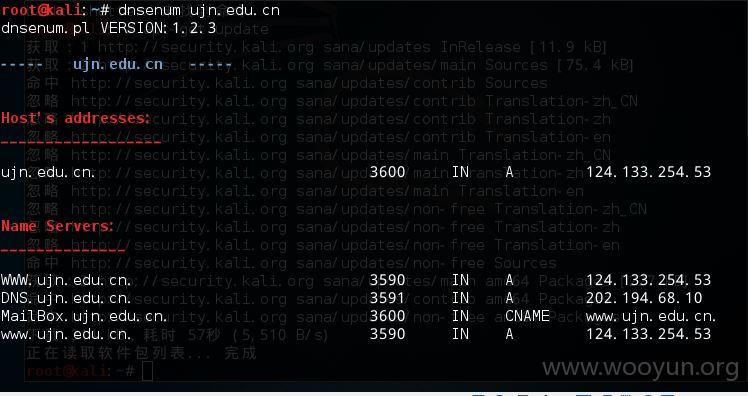 root@kali:~# dnsenum ujn.edu.cn
dnsenum.pl VERSION:1.2.3
获取：1 http://security.kali.org sana/updates InRelease [11.9 kB]
----- ujn.edu.cn -----
http://security.kali.org sana/updates/main Sources [75.4 kB]
命中 http://security.kali.org sana/updates/contrib Sources
忽略 http://security.kali.org sana/updates/contrib Translation-zh_CN
Host's addresses:
忽略 http://security.kali.org sana/updates/contrib Translation-zh
忽略 http://security.kali.org sana/updates/contrib Translation-en
忽略 http://security.kali.org sana/updates/main Translation-zh_CN
ujn.edu.cn. 3600 IN A 124.133.254.53
忽略 http://security.kali.org sana/updates/main Translation-en
忽略 http://security.kali.org sana/updates/non-free Translation-zh_CN
Name Servers:
http://security.kali.org sana/updates/non-free Translation-zh
忽略 http://security.kali.org sana/updates/non-free Translation-en
命中 http://security.kali.org sana/updates/non-free Sources
WWW.ujn.edu.cn. 3590 IN A 124.133.254.53
DNS.ujn.edu.cn. 3591 IN A 202.194.68.10
MailBox.ujn.edu.cn. 3600 IN CNAME www.ujn.edu.cn.
www.ujn.edu.cn. 3590 IN A 124.133.254.53
耗时 57秒 (5,510 B/s)
正在读取软件包列表... 完成
root@kali:~#
www.wooyun.org